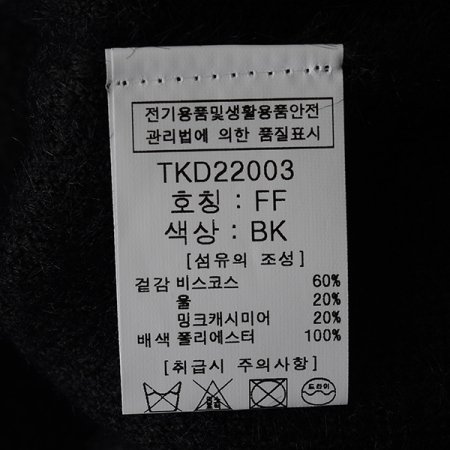 전기용품및생활용품안전
관리법에 의한 품질표시
TKD22003
호칭 : FF
색상 : BK
[섬유의 조성]
겉감 비스코스 60%
울 20%
밍크캐시미어 20%
배색 폴리에스터 100%
[취급시 주의사항]
드라이